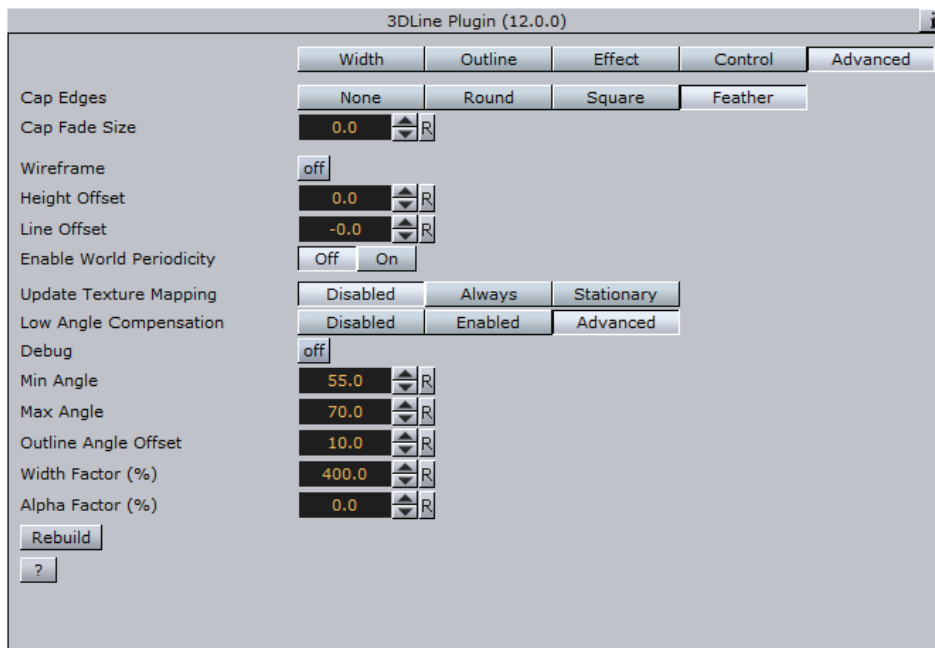 3DLine Plugin (12.0.0) i
Width Outline Effect Control Advanced
Cap Edges None Round Square Feather
Cap Fade Size 0.0 R
Wireframe off
Height Offset 0.0 R
Line Offset -0.0 R
Enable World Periodicity Off On
Update Texture Mapping Disabled Always Stationary
Low Angle Compensation Disabled Enabled Advanced
Debug off
Min Angle 55.0 R
Max Angle 70.0 R
Outline Angle Offset 10.0 R
Width Factor (%) 400.0 R
Alpha Factor (%) 0.0 R
Rebuild
?